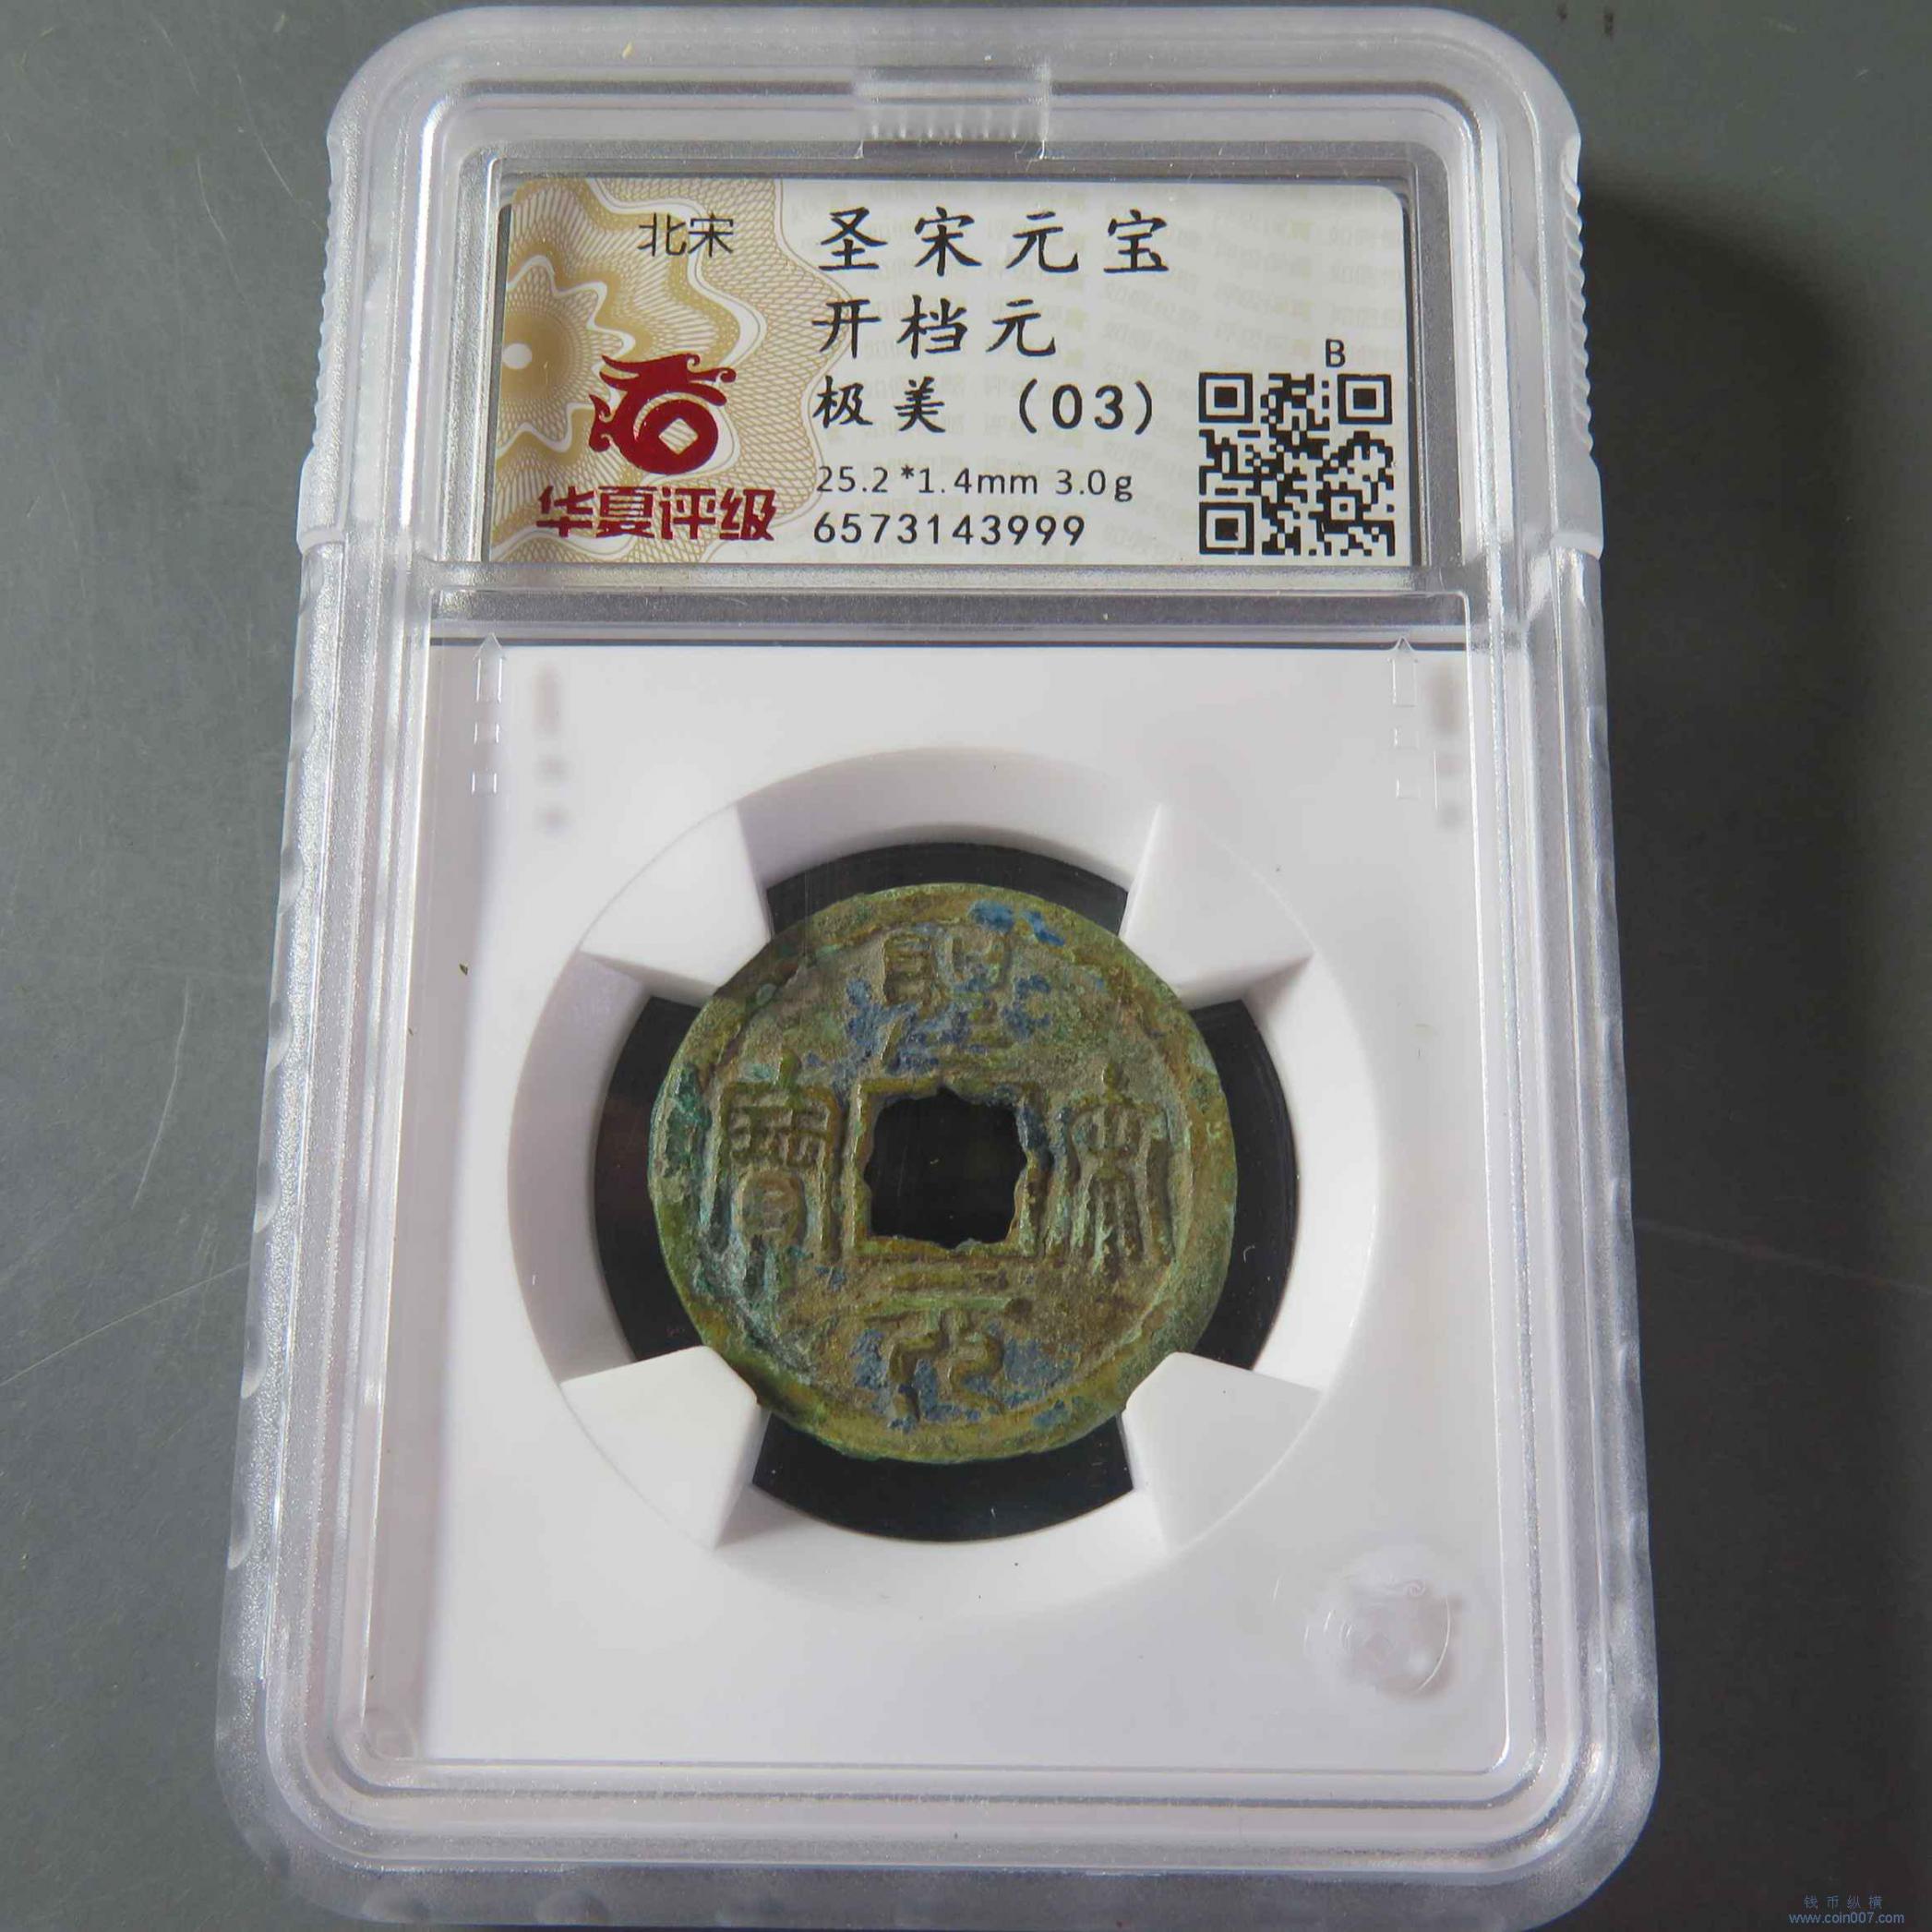 北宋
圣宋元宝
开档元
极美 (03)
B
25.2*1.4mm 3.0g
6573143999
华夏评级
聖宋元寶
钱币纵横
www.coin007.com